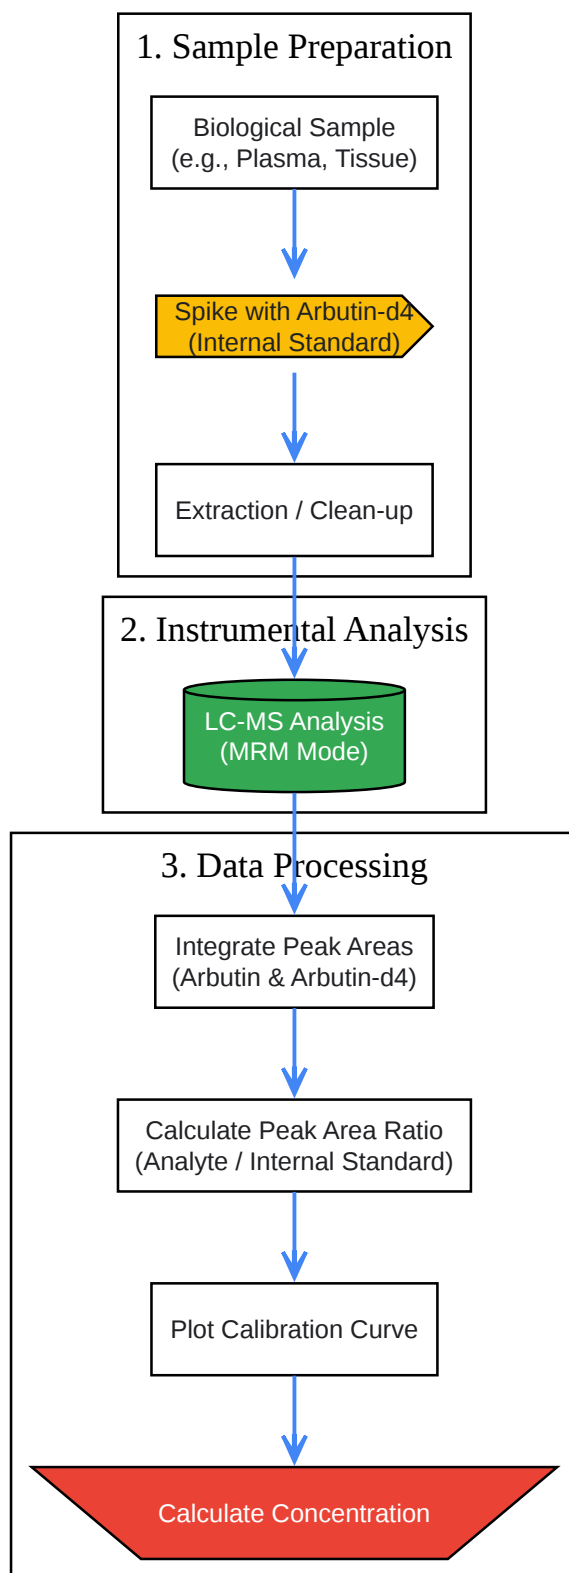 1. Sample Preparation
Biological Sample
(e.g., Plasma, Tissue)
Spike with Arbutin-d4
(Internal Standard)
Extraction / Clean-up
2. Instrumental Analysis
LC-MS Analysis
(MRM Mode)
3. Data Processing
Integrate Peak Areas
(Arbutin & Arbutin-d4)
Calculate Peak Area Ratio
(Analyte / Internal Standard)
Plot Calibration Curve
Calculate Concentration